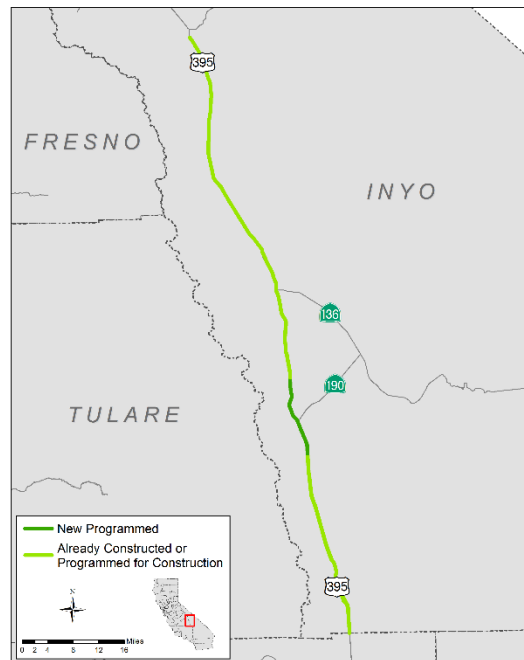 395
FRESNO
INYO
136
190
TULARE
395
New Programmed
Already Constructed or
Programmed for Construction
N
0 2 4 8 12 16 Miles